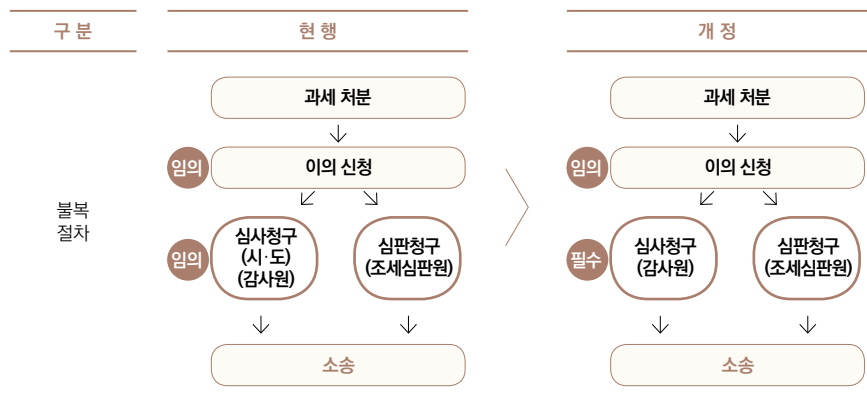 구 분
현 행
개 정
불복
절차
과세 처분
임의
이의 신청
임의
심사청구
(시·도)
(감사원)
심판청구
(조세심판원)
소송
과세 처분
임의
이의 신청
필수
심사청구
(감사원)
심판청구
(조세심판원)
소송